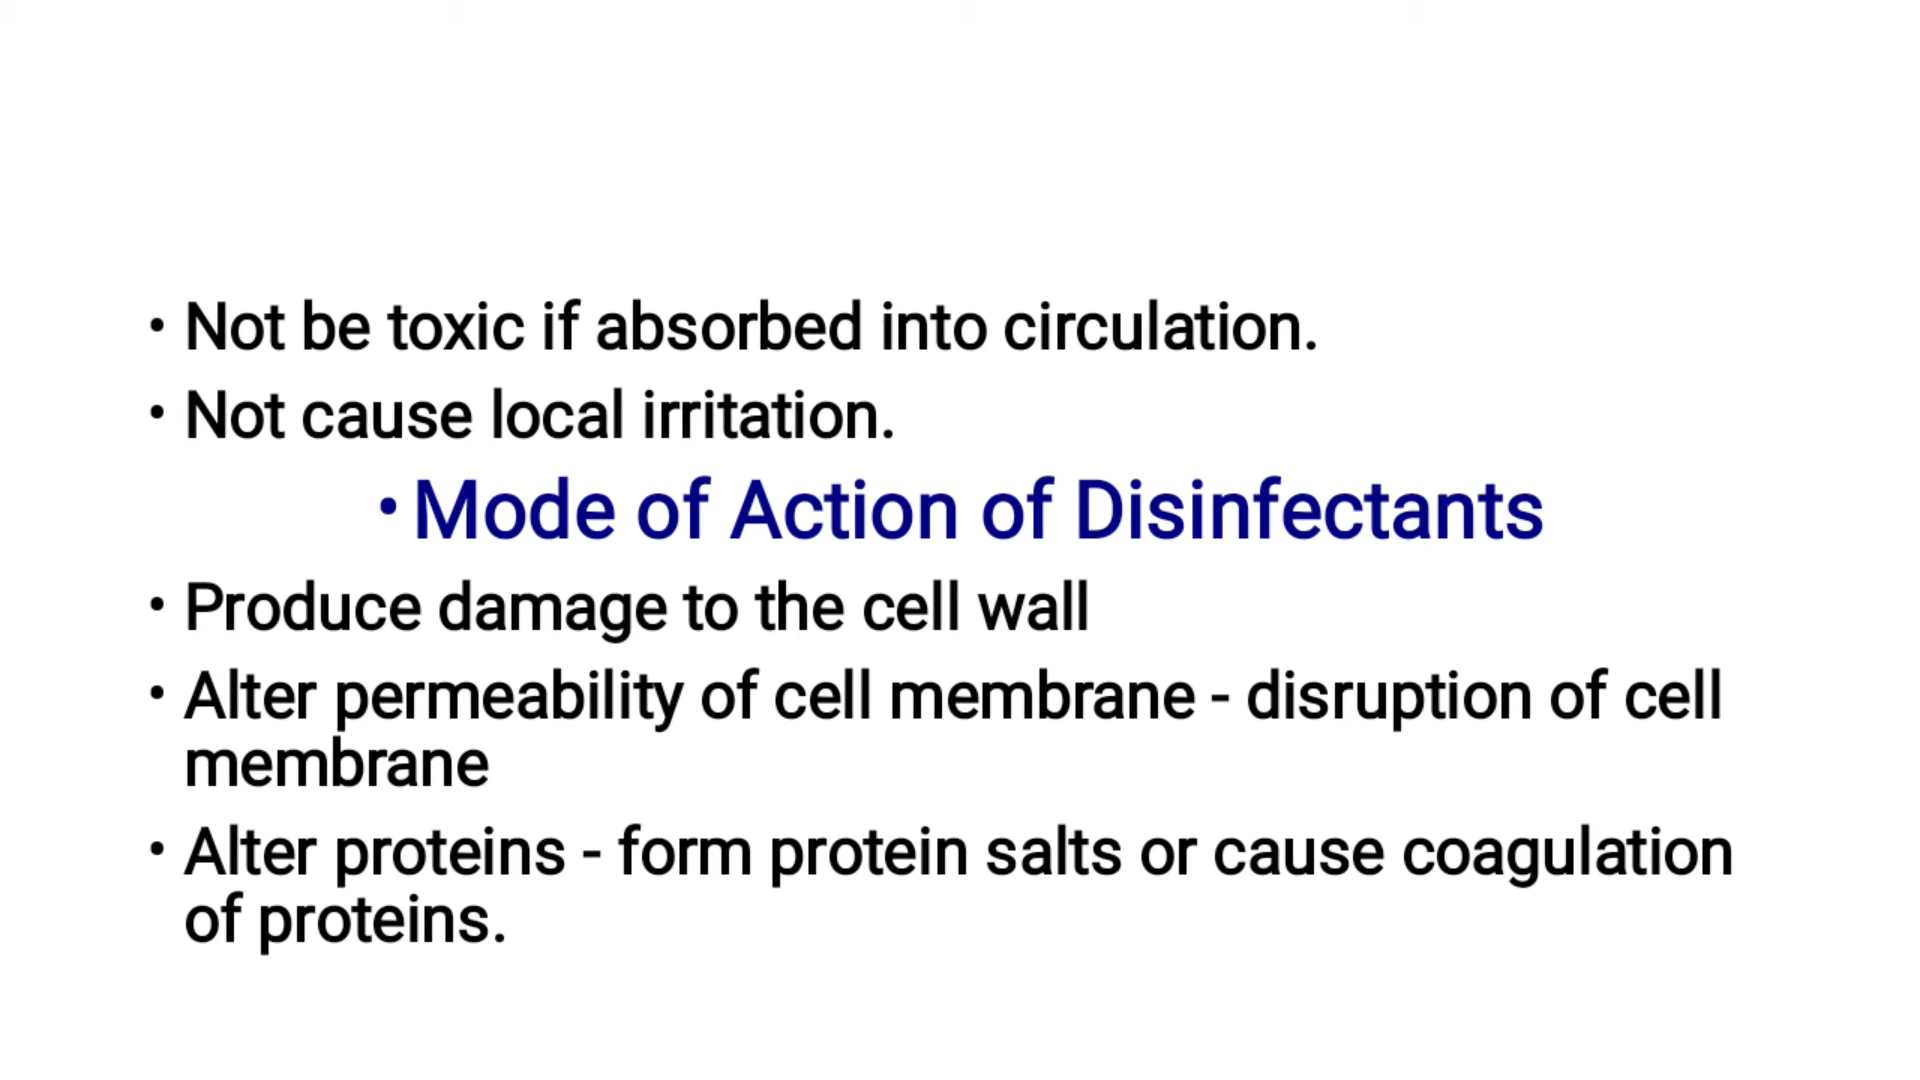 • Not be toxic if absorbed into circulation.
• Not cause local irritation.
• Mode of Action of Disinfectants
• Produce damage to the cell wall
• Alter permeability of cell membrane - disruption of cell
membrane
• Alter proteins - form protein salts or cause coagulation
of proteins.